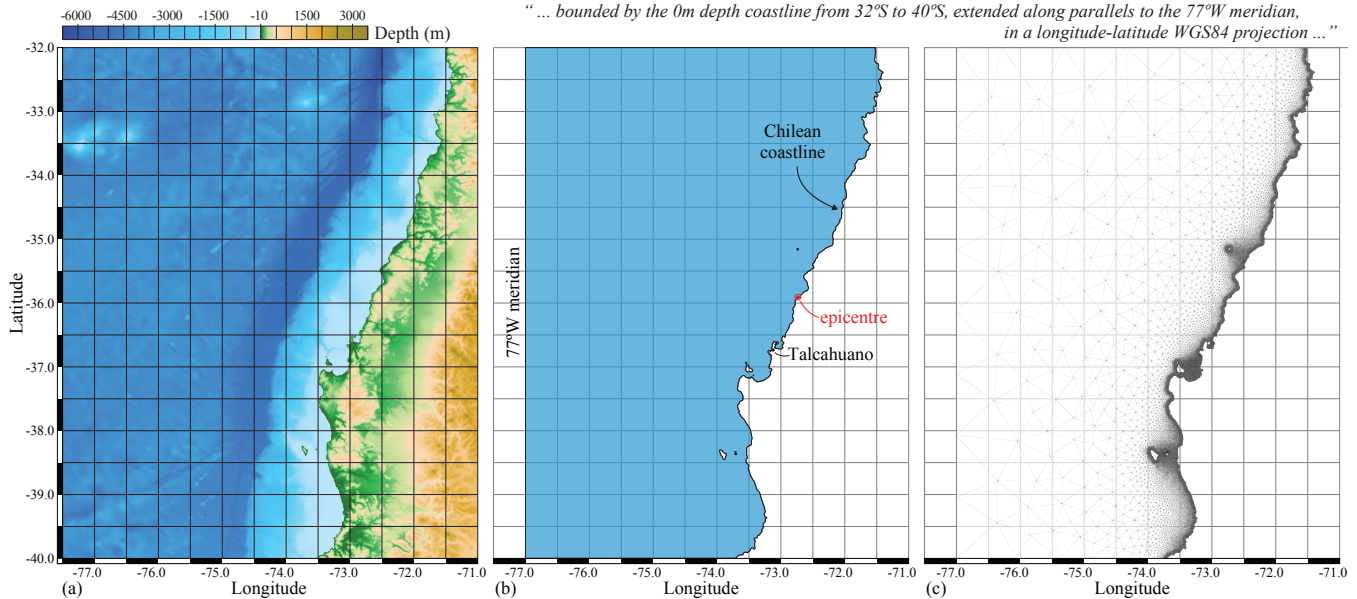 “ ... bounded by the 0m depth coastline from 32ºS to 40ºS, extended along parallels to the 77ºW meridian,
in a longitude-latitude WGS84 projection ...”
-6000 -4500 -3000 -1500 -10 0 1500 3000 Depth (m)
-32.0
-33.0
-34.0
-35.0
-36.0
-37.0
-38.0
-39.0
-40.0
Latitude
-77.0 -76.0 -75.0 -74.0 -73.0 -72.0 -71.0
(a) Longitude
77ºW meridian
Chilean
coastline
epicentre
Talcahuano
-77.0 -76.0 -75.0 -74.0 -73.0 -72.0 -71.0
(b) Longitude
-77.0 -76.0 -75.0 -74.0 -73.0 -72.0 -71.0
(c) Longitude